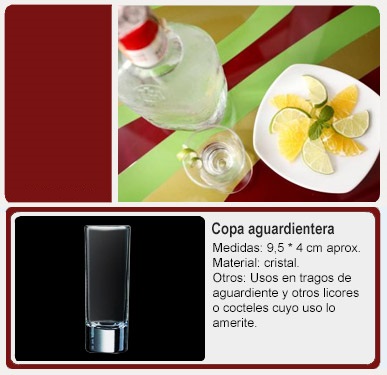 Copa aguardientera
Medidas: 9,5 * 4 cm aprox.
Material: cristal.
Otros: Usos en tragos de
aguardiente y otros licores
o cocteles cuyo uso lo
amerite.